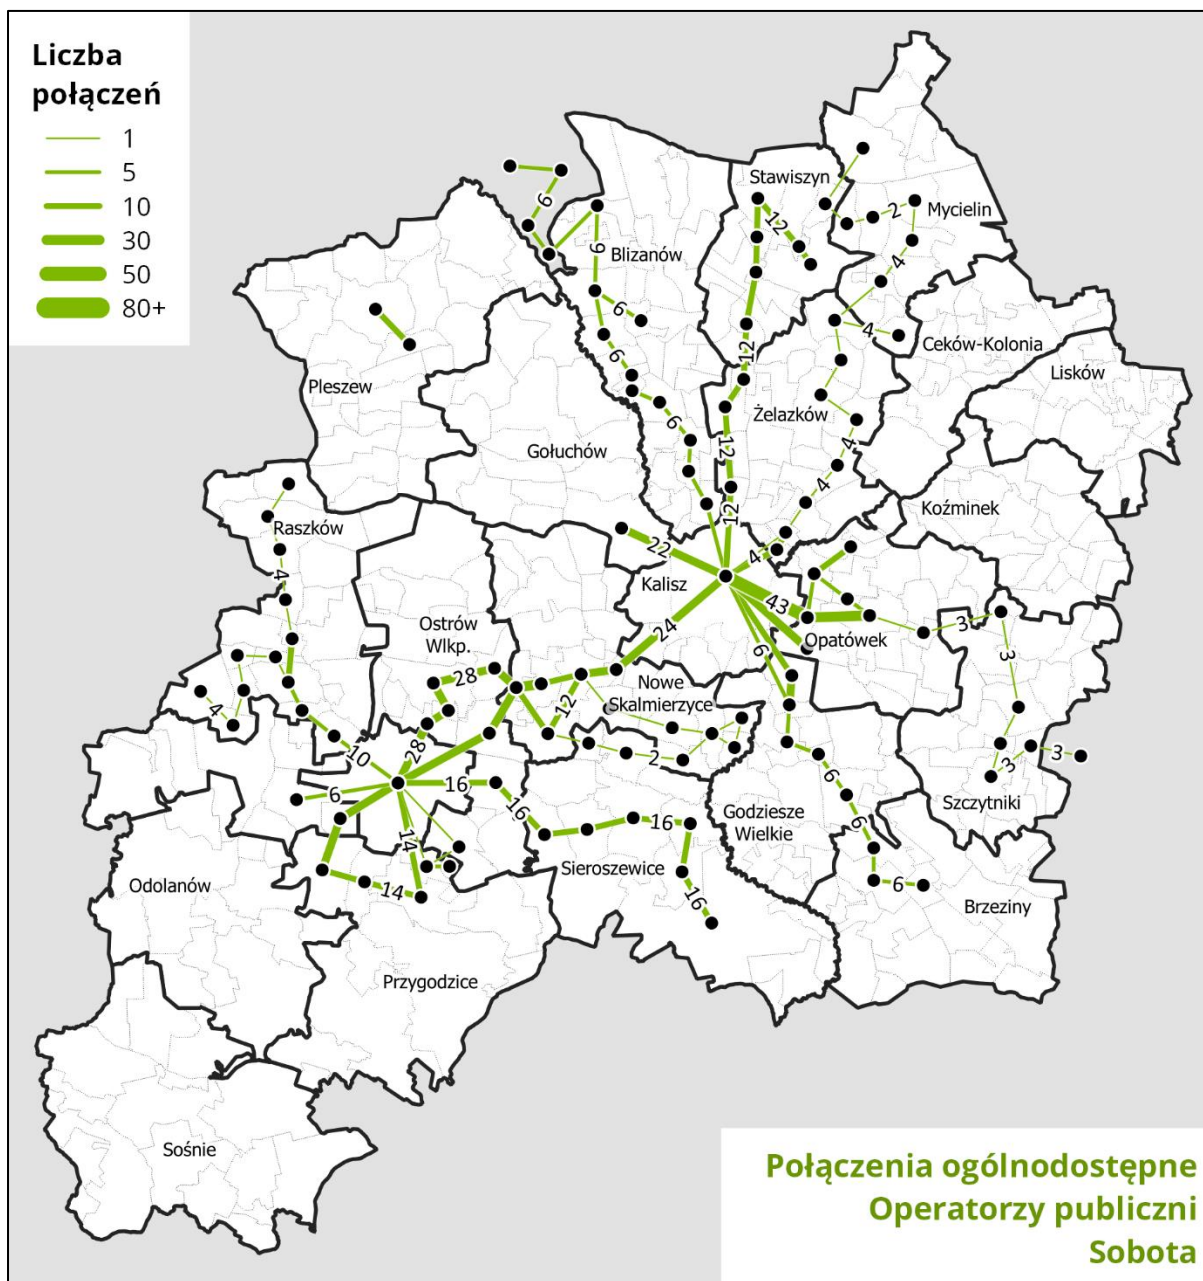 Liczba
połączeń
1
5
10
30
50
80+
Stawiszyn
Mycielin
Blizanów
Ceków-Kolonia
Lisków
Pleszew
Żelazków
Gołuchów
Koźminek
Raszków
Kalisz
Ostrów
Wlkp.
Opatówek
Nowe
Skalmierzyce
Szczytniki
Godziesze
Wielkie
Sieroszewice
Odolanów
Brzeziny
Przygodzice
Sośnie
6
12
2
6
4
6
4
12
6
6
12
4
4
12
22
4
43
4
24
3
6
3
28
12
4
28
10
2
3
3
6
16
6
16
16
14
6
14
16
6
Połączenia ogólnodostępne
Operatorzy publiczni
Sobota